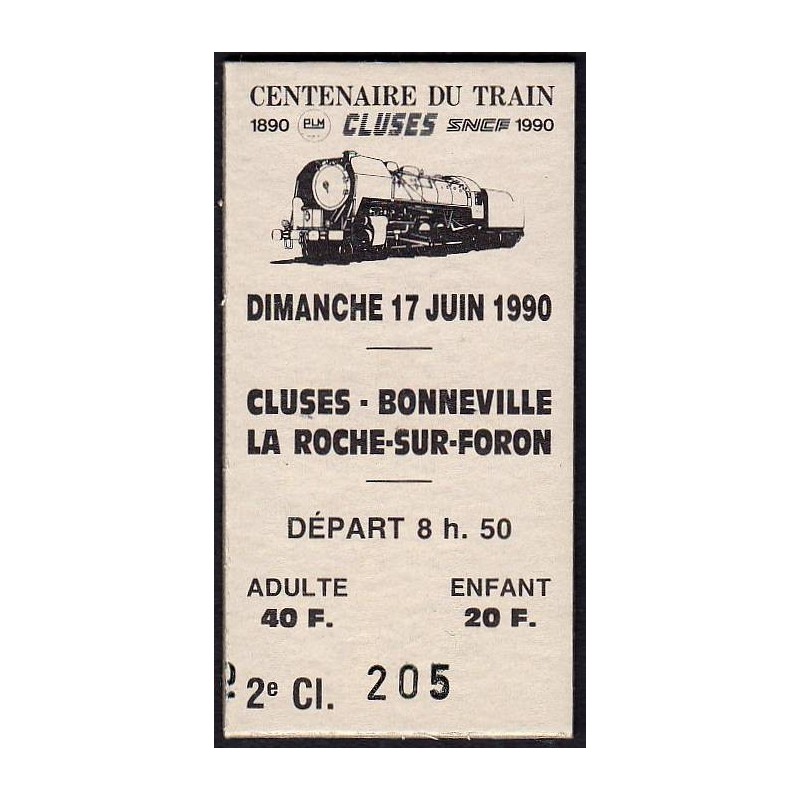 CENTENAIRE DU TRAIN
1890 PLM CLUSES SNCF 1990
DIMANCHE 17 JUIN 1990
CLUSES - BONNEVILLE
LA ROCHE-SUR-FORON
DÉPART 8 h. 50
ADULTE ENFANT
40 F. 20 F.
2e Cl. 205